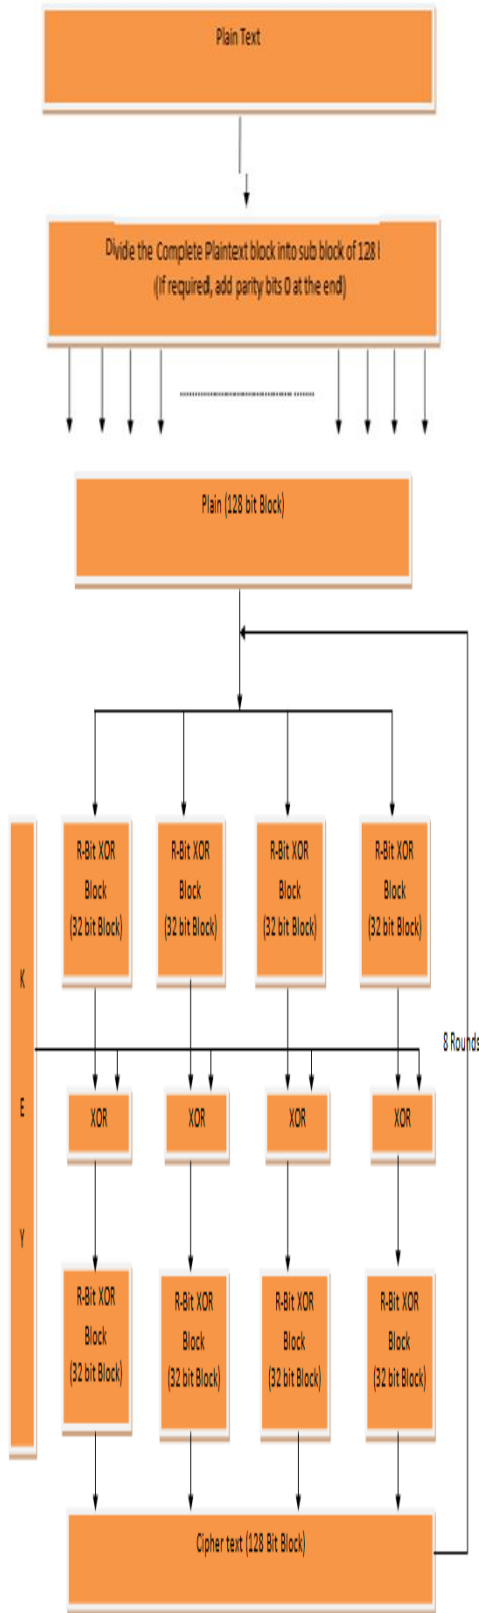 Plain Text
Divide the Complete Plaintext block into sub block of 128
(If required, add parity bits 0 at the end)
Plain (128 bit Block)
R-Bit XOR
Block
(32 bit Block)
R-Bit XOR
Block
(32 bit Block)
R-Bit XOR
Block
(32 bit Block)
R-Bit XOR
Block
(32 bit Block)
K
E
Y
8 Rounds
XOR
XOR
XOR
XOR
R-Bit XOR
Block
(32 bit Block)
R-Bit XOR
Block
(32 bit Block)
R-Bit XOR
Block
(32 bit Block)
R-Bit XOR
Block
(32 bit Block)
Cipher text (128 Bit Block)